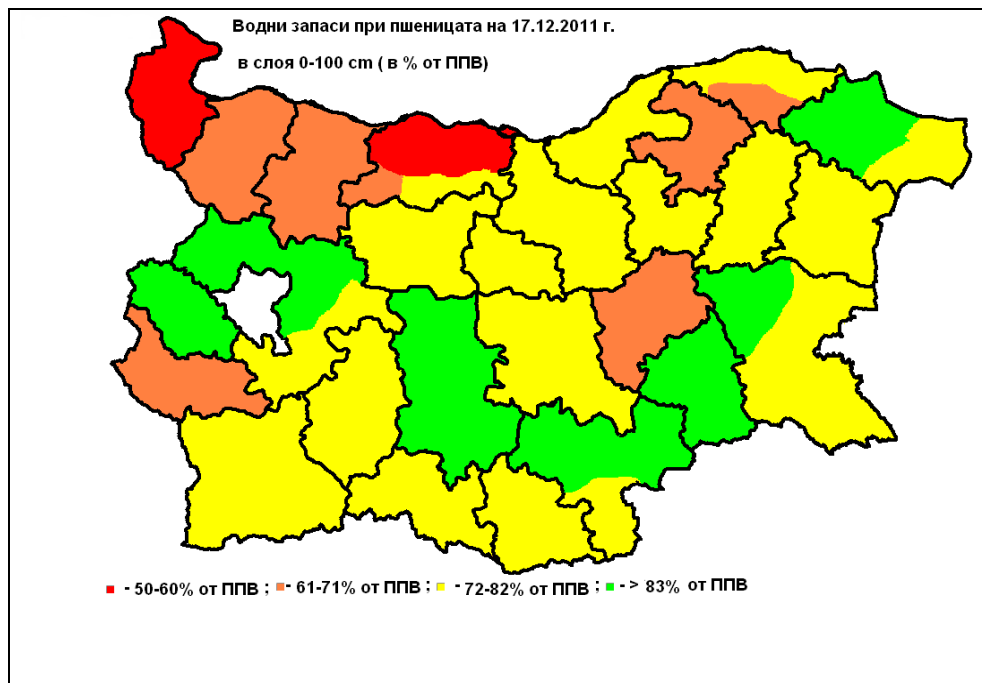 Водни запаси при пшеницата на 17.12.2011 г.
в слоя 0-100 cm ( в % от ППВ)
- 50-60% от ППВ ; - 61-71% от ППВ ; - 72-82% от ППВ ; - > 83% от ППВ